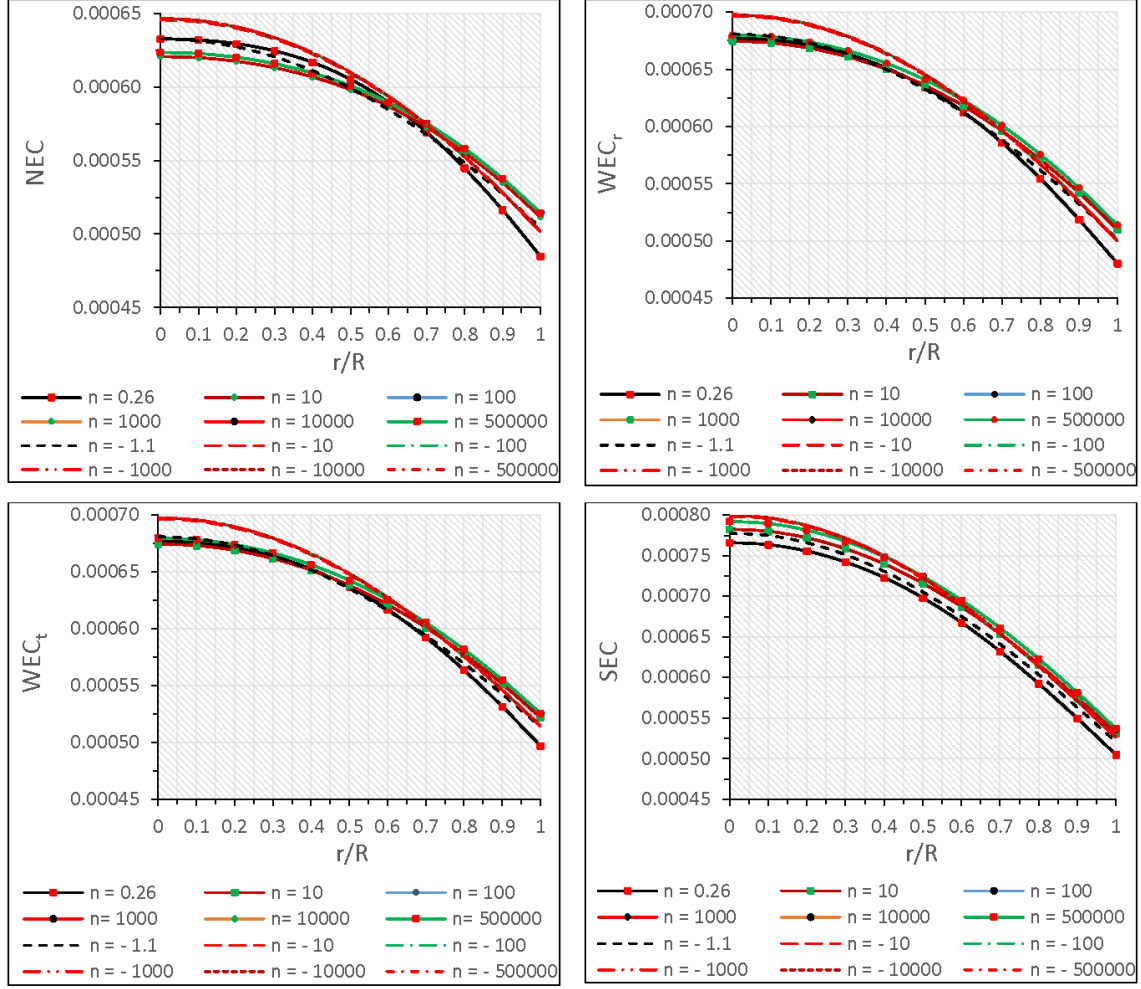 NEC
0.00065
0.00060
0.00055
0.00050
0.00045
0 0.1 0.2 0.3 0.4 0.5 0.6 0.7 0.8 0.9 1
r/R
n = 0.26 n = 10 n = 100
n = 1000 n = 10000 n = 500000
n = - 1.1 n = - 10 n = - 100
n = - 1000 n = - 10000 n = - 500000
WECr
0.00070
0.00065
0.00060
0.00055
0.00050
0.00045
0 0.1 0.2 0.3 0.4 0.5 0.6 0.7 0.8 0.9 1
r/R
n = 0.26 n = 10 n = 100
n = 1000 n = 10000 n = 500000
n = - 1.1 n = - 10 n = - 100
n = - 1000 n = - 10000 n = - 500000
WECt
0.00070
0.00065
0.00060
0.00055
0.00050
0.00045
0 0.1 0.2 0.3 0.4 0.5 0.6 0.7 0.8 0.9 1
r/R
n = 0.26 n = 10 n = 100
n= 1000 n= 10000 n= 500000
n = - 1.1 n = - 10 n = - 100
n = - 1000 n = - 10000 n = - 500000
SEC
0.00080
0.00075
0.00070
0.00065
0.00060
0.00055
0.00050
0.00045
0 0.1 0.2 0.3 0.4 0.5 0.6 0.7 0.8 0.9 1
r/R
n = 0.26 n = 10 n = 100
n = 1000 n = 10000 n = 500000
n = - 1.1 n = - 10 n = - 100
n = - 1000 n = - 10000 n = - 500000